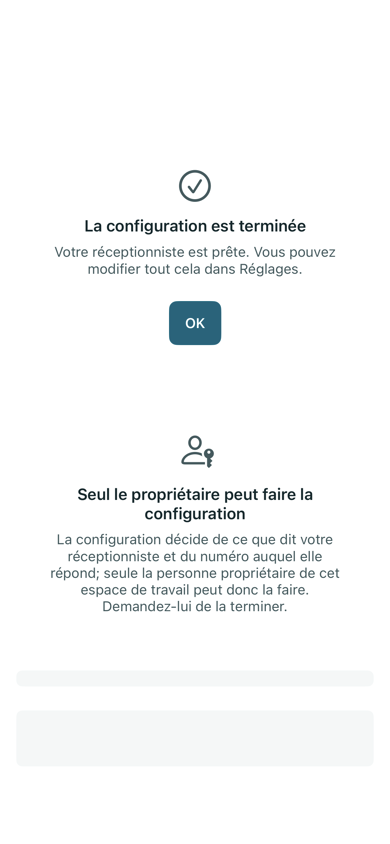 La configuration est terminée
Votre réceptionniste est prête. Vous pouvez
modifier tout cela dans Réglages.
OK
Seul le propriétaire peut faire la
configuration
La configuration décide de ce que dit votre
réceptionniste et du numéro auquel elle
répond; seule la personne propriétaire de cet
espace de travail peut donc la faire.
Demandez-lui de la terminer.